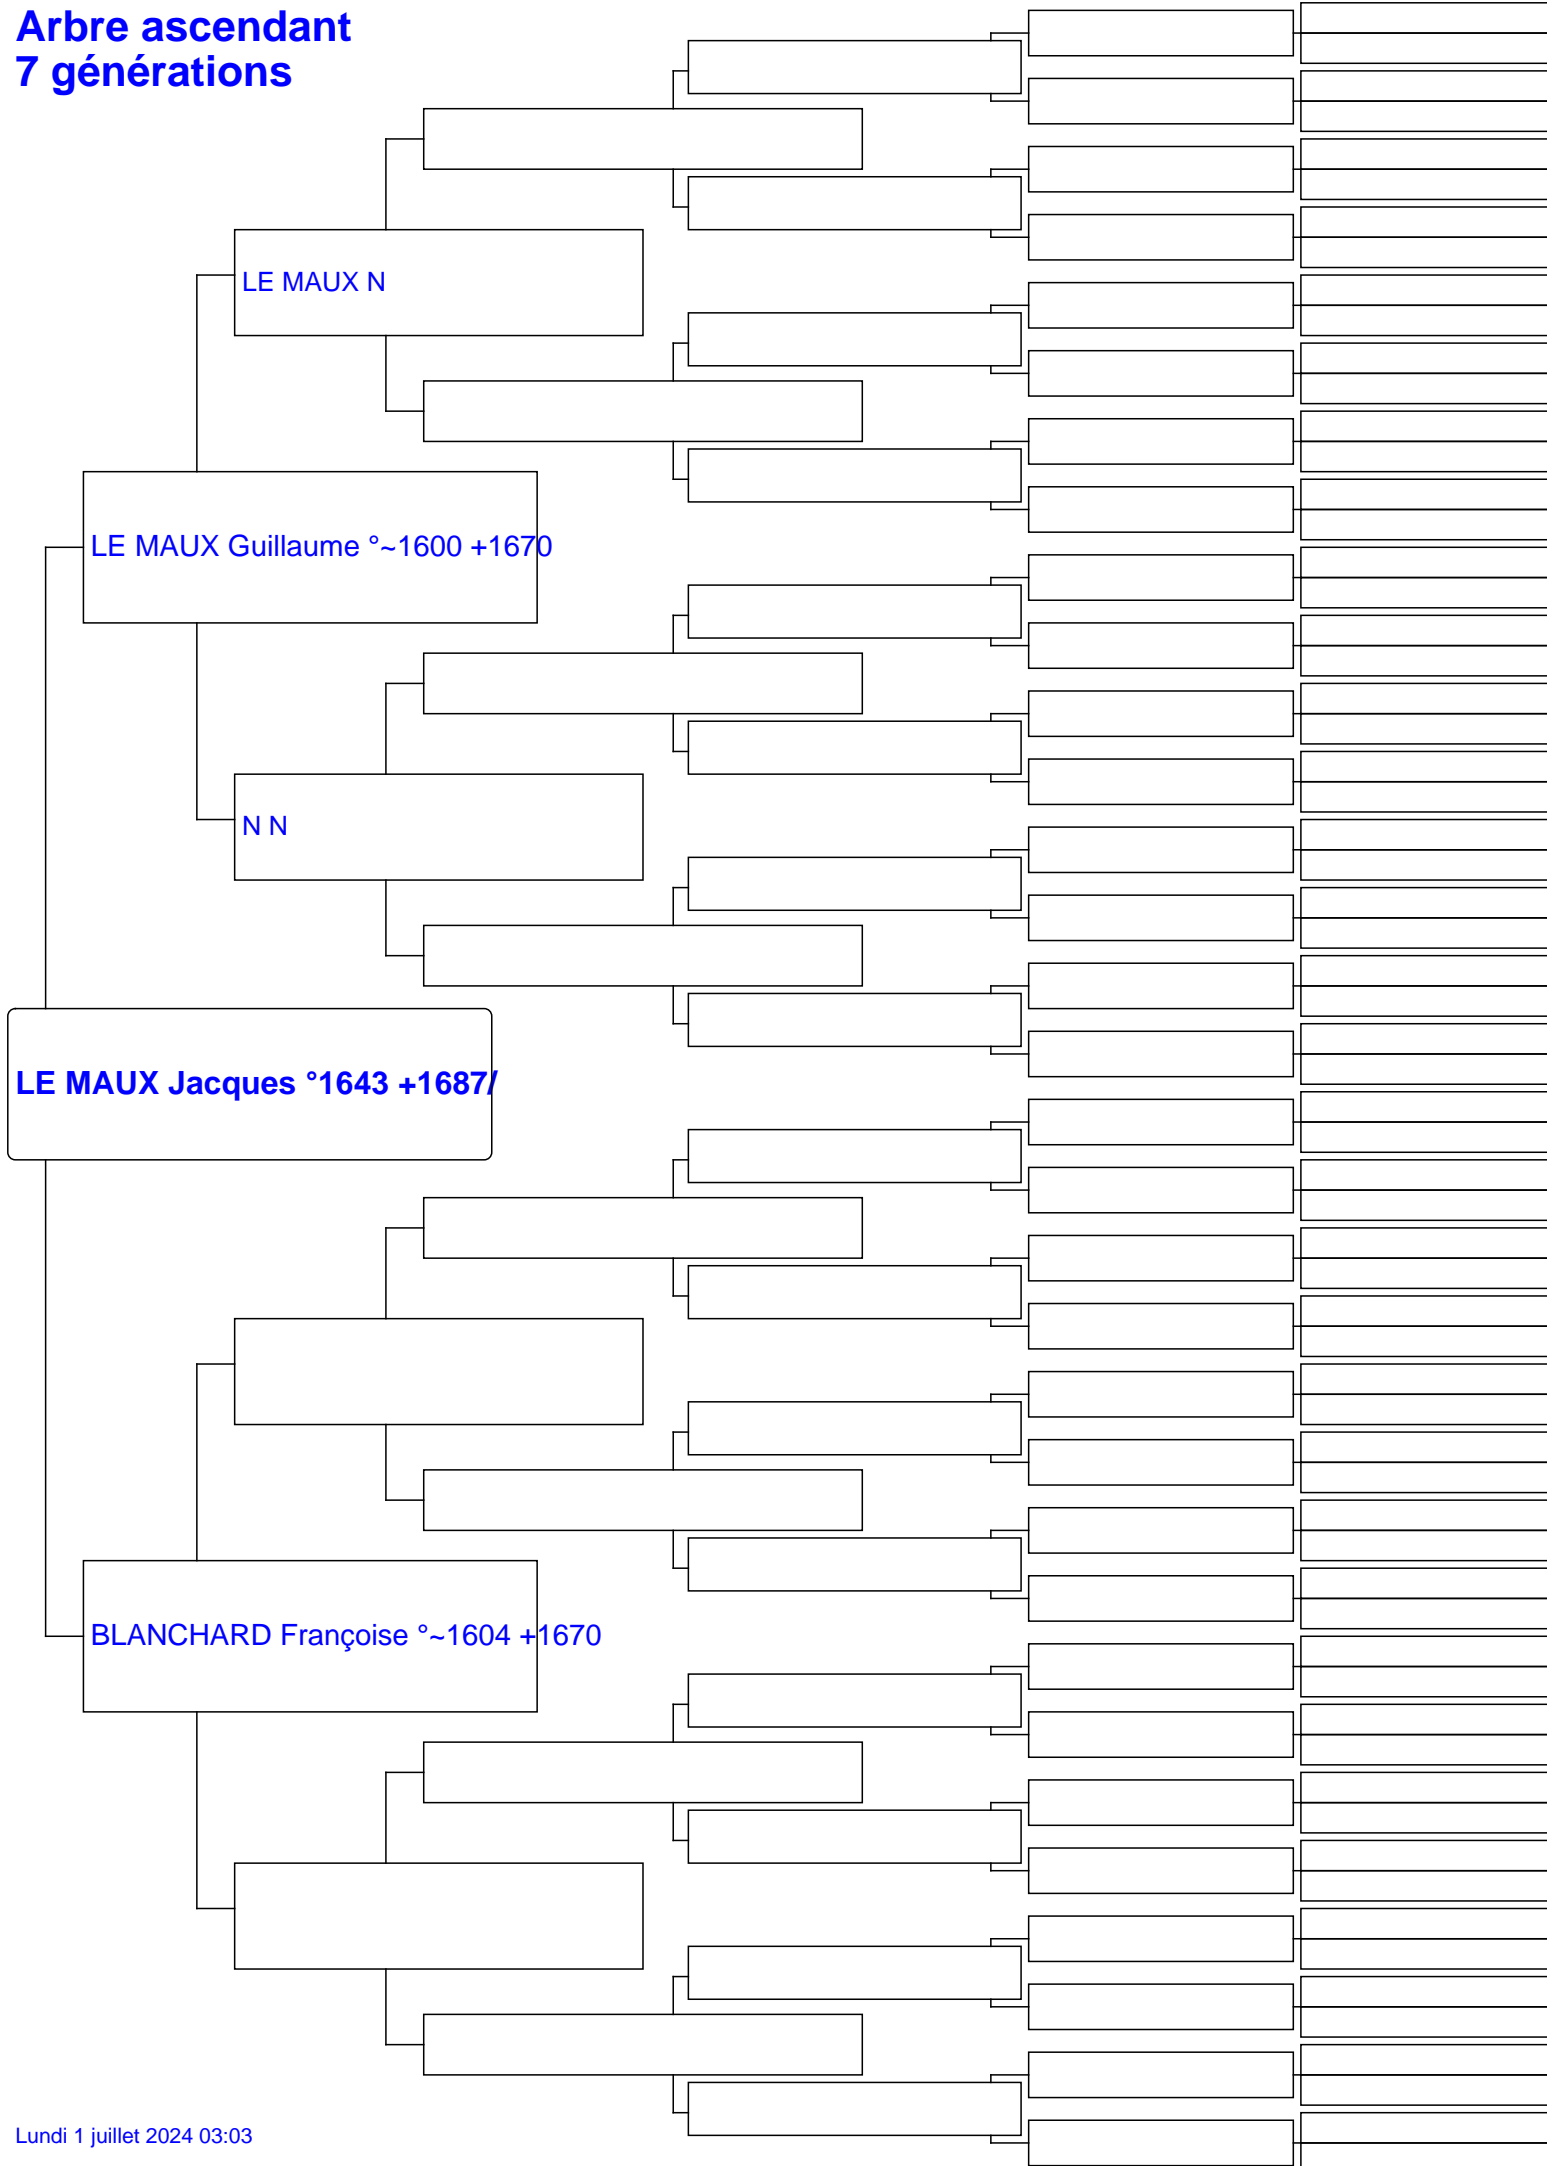 Arbre ascendant
7 générations
LE MAUX N
LE MAUX Guillaume °~1600 +1670
N N
LE MAUX Jacques °1643 +1687/
BLANCHARD Françoise °~1604 +1670
Lundi 1 juillet 2024 03:03